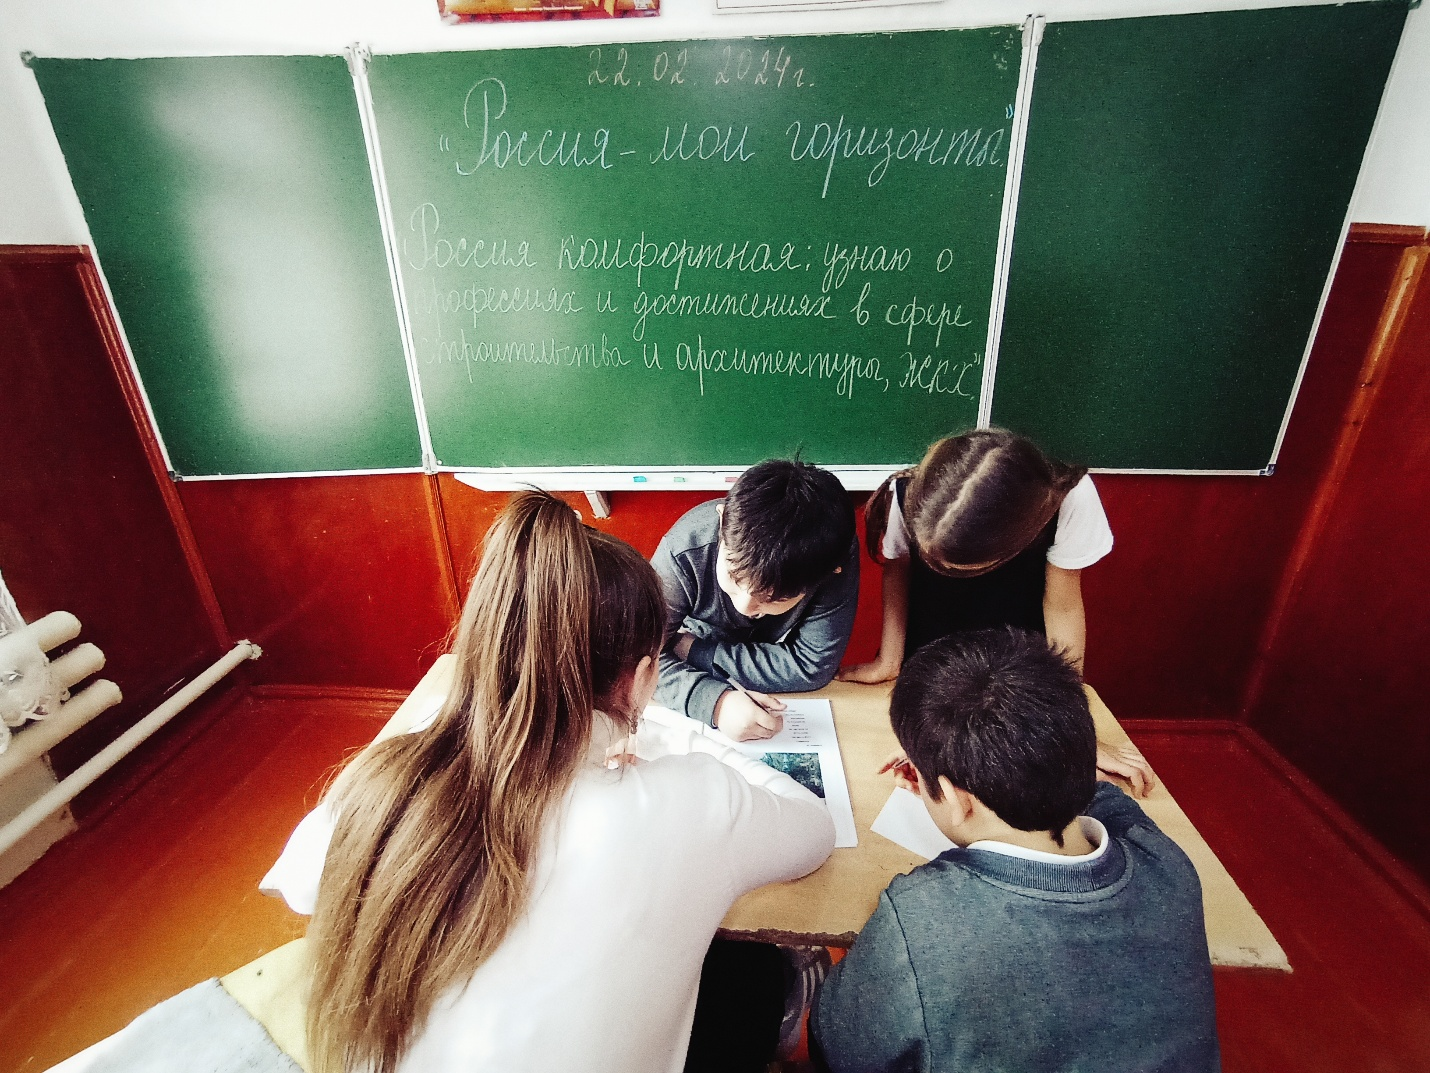 22.02.2024г.
"Россия - мои горизонты".
Россия комфортная: узнаю о
профессиях и достижениях в сфере
строительства и архитектуры, ЖКХ".